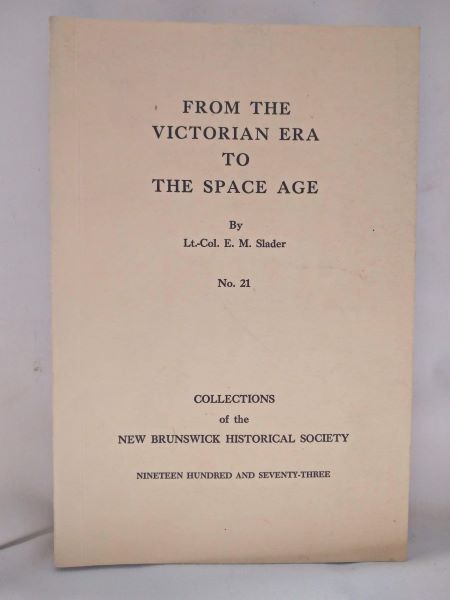 FROM THE
VICTORIAN ERA
TO
THE SPACE AGE
By
Lt.-Col. E. M. Slader
No. 21
COLLECTIONS
of the
NEW BRUNSWICK HISTORICAL SOCIETY
NINETEEN HUNDRED AND SEVENTY-THREE